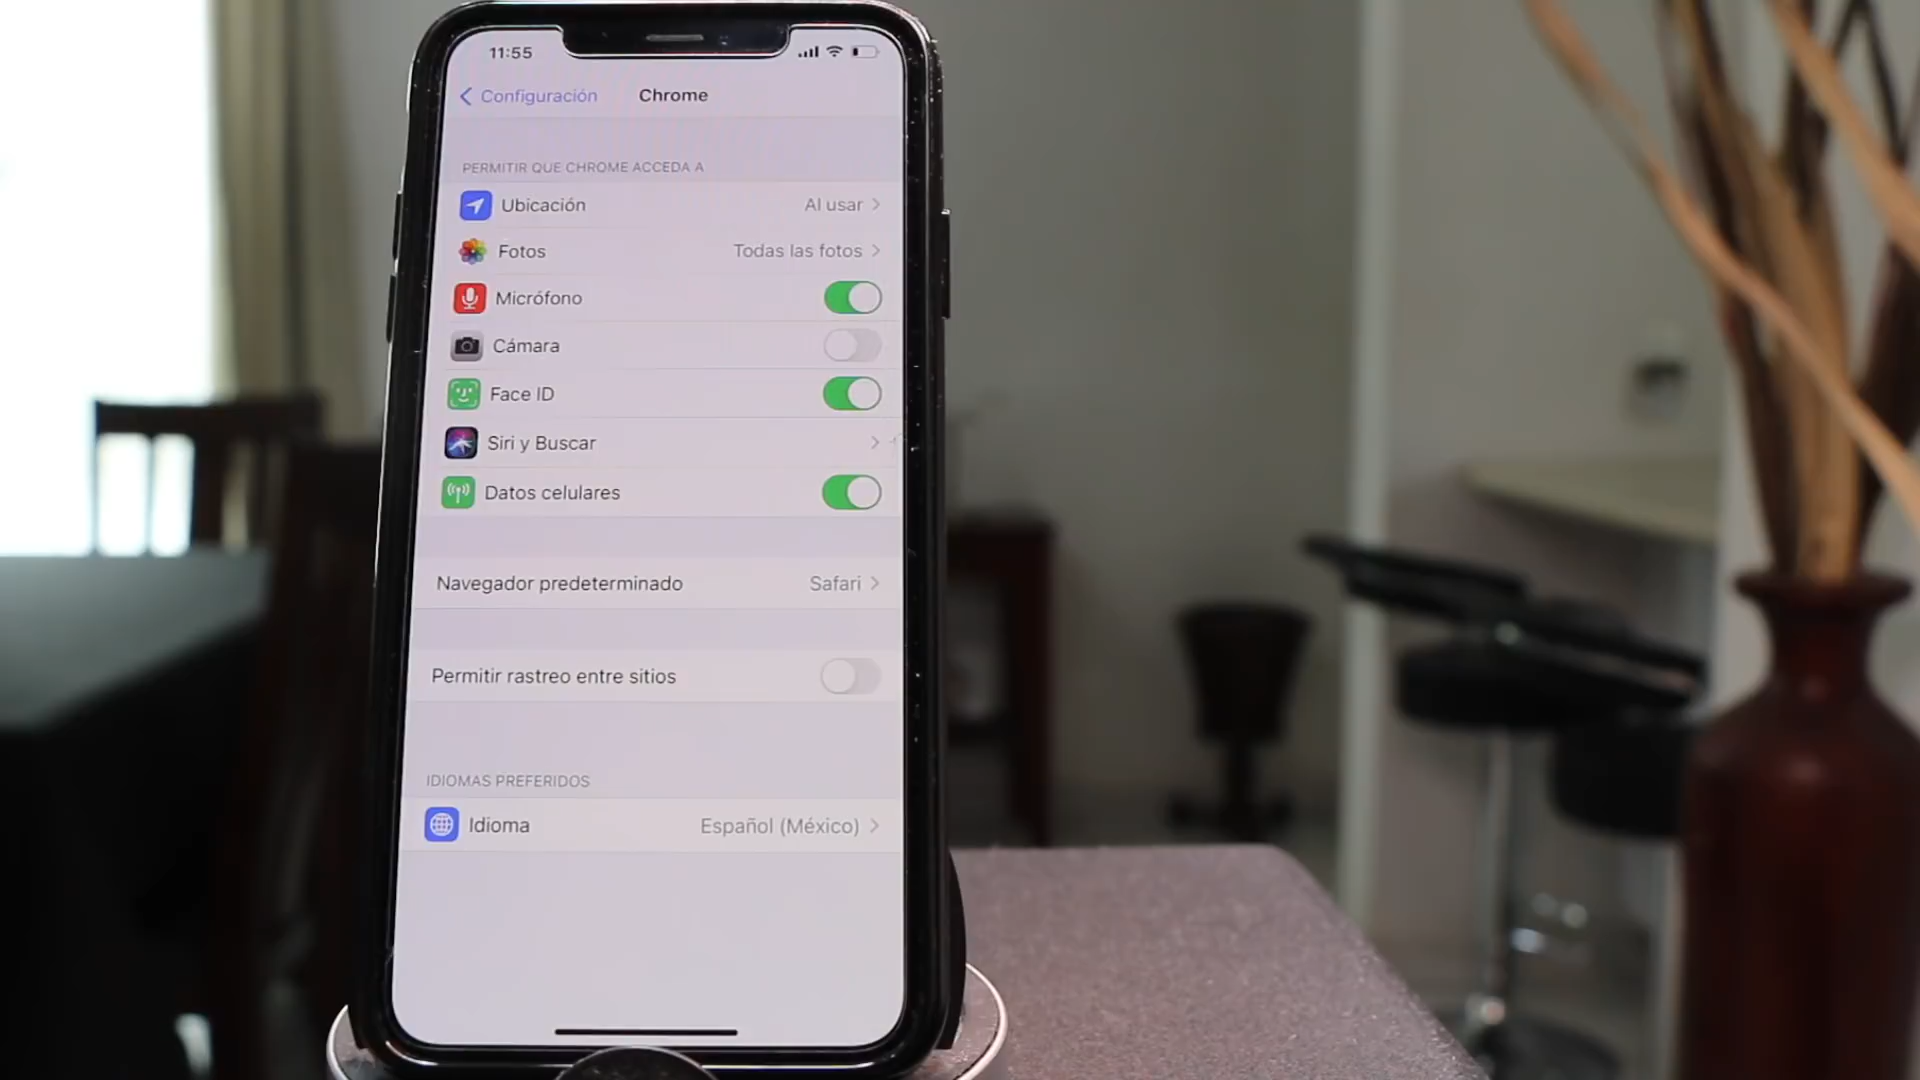 11:55
Configuración Chrome
PERMITIR QUE CHROME ACCEDA A
Ubicación Al usar
Fotos Todas las fotos
Micrófono
Cámara
Face ID
Siri y Buscar
Datos celulares
Navegador predeterminado Safari
Permitir rastreo entre sitios
IDIOMAS PREFERIDOS
Idioma Español (México)